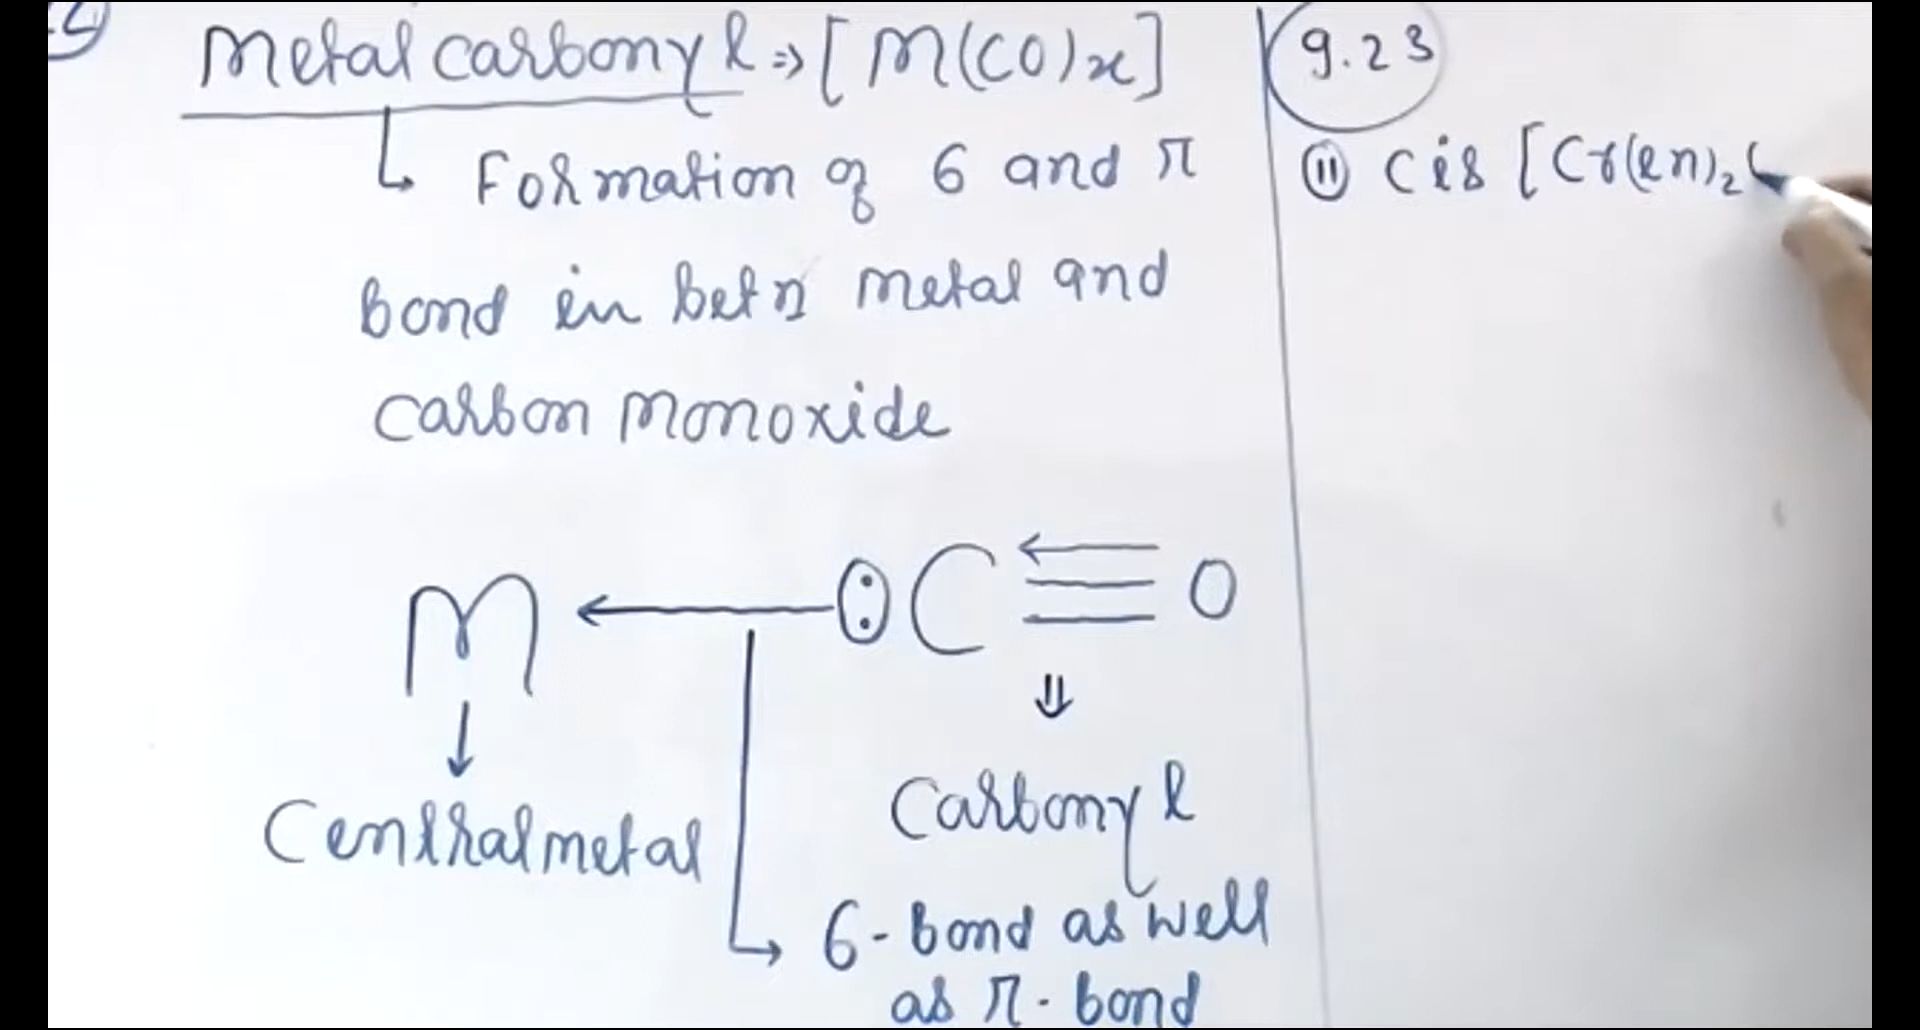 Metal carbonyl ⇒ [M(CO)x]
Formation of σ and π
bond in betn metal and
carbon monoxide
M ← : C ≡ O
Central metal
Carbonyl
σ-bond as well
as π-bond
9.23
(ii) Cis [Cr(en)₂(